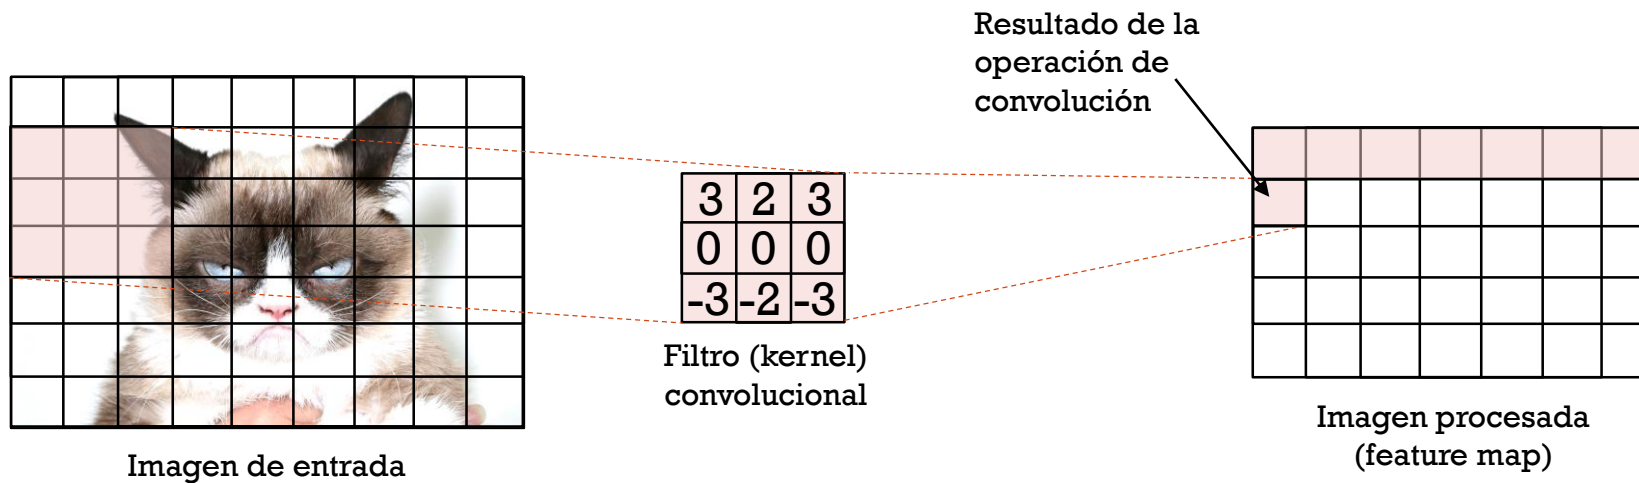 Resultado de la
operación de
convolución
3 2 3
0 0 0
-3 -2 -3
Filtro (kernel)
convolucional
Imagen de entrada
Imagen procesada
(feature map)